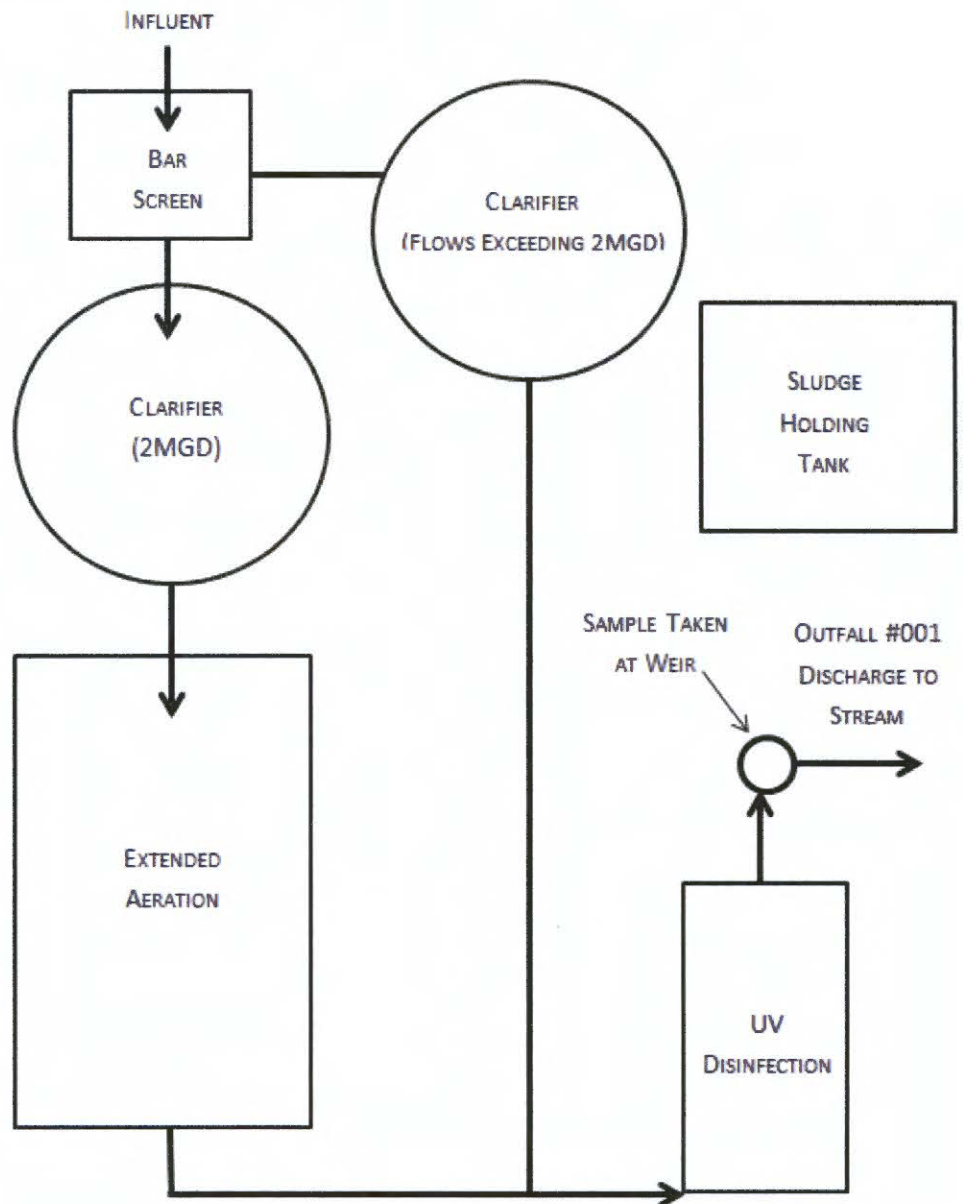 INFLUENT
BAR
SCREEN
CLARIFIER
(FLOWS EXCEEDING 2MGD)
CLARIFIER
(2MGD)
SLUDGE
HOLDING
TANK
SAMPLE TAKEN
AT WEIR
OUTFALL #001
DISCHARGE TO
STREAM
EXTENDED
AERATION
UV
DISINFECTION